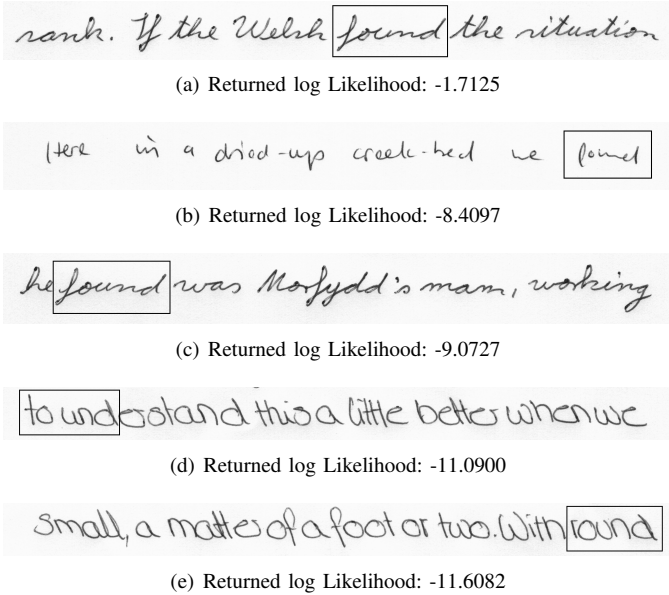 rank. If the Welsh found the situation
(a) Returned log Likelihood: -1.7125
Here in a dried-up creek-bed we found
(b) Returned log Likelihood: -8.4097
he found was Morfydd's mam, working
(c) Returned log Likelihood: -9.0727
to understand this a little better when we
(d) Returned log Likelihood: -11.0900
small, a matter of a foot or two. With round
(e) Returned log Likelihood: -11.6082